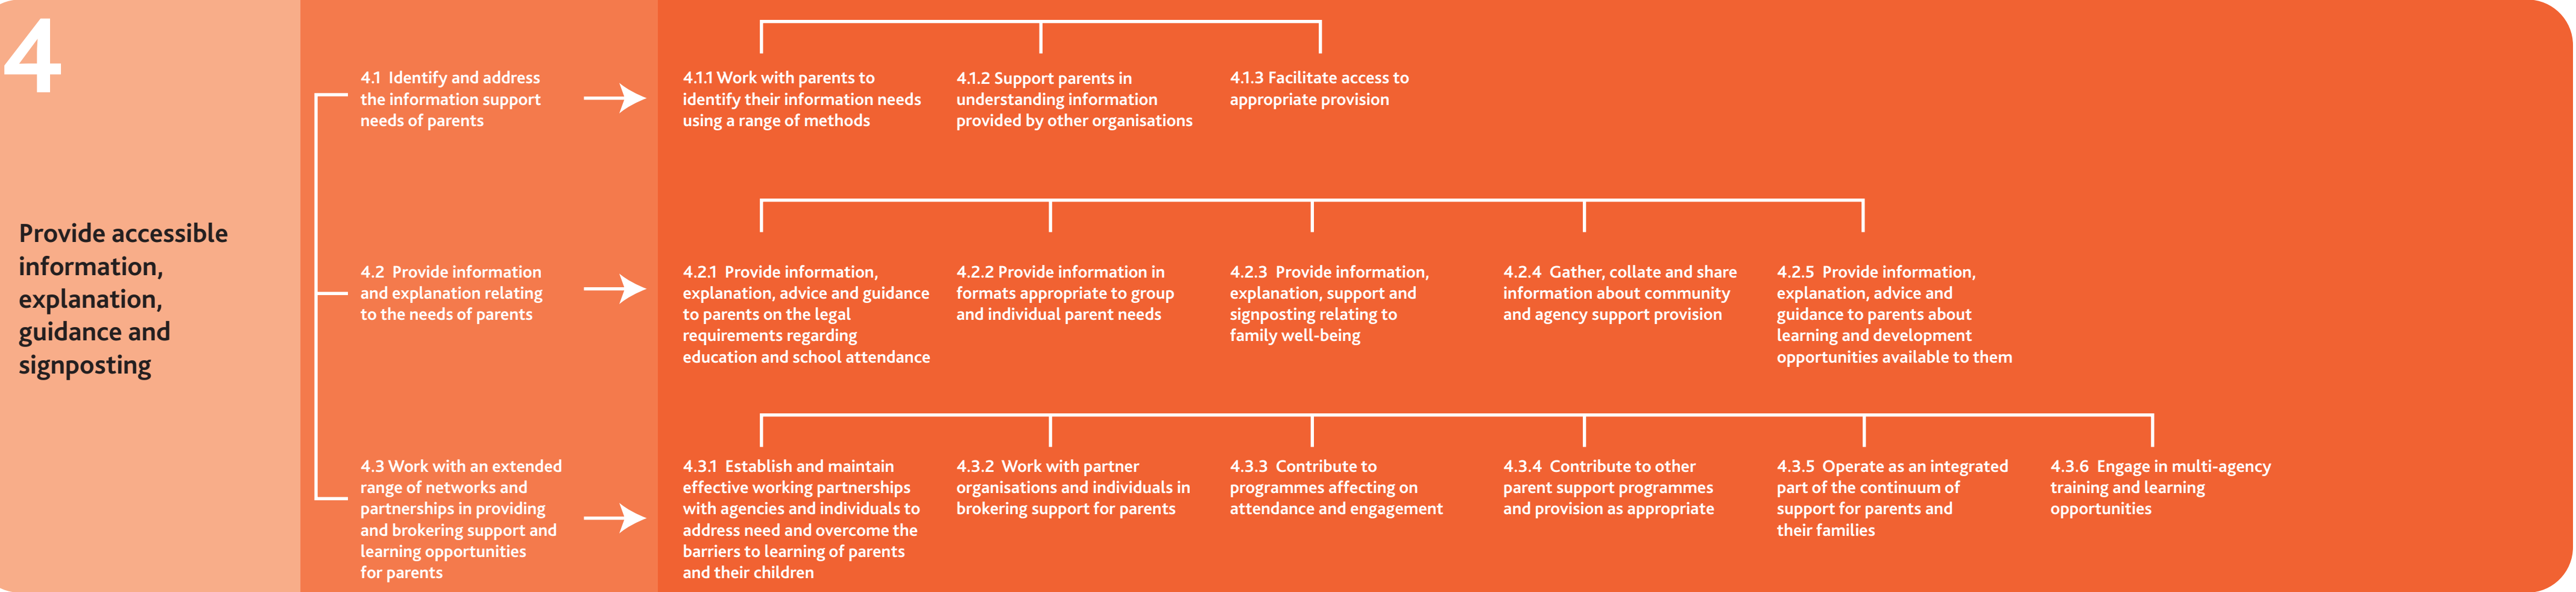 4
Provide accessible
information,
explanation,
guidance and
signposting
4.1 Identify and address
the information support
needs of parents
4.1.1 Work with parents to
identify their information needs
using a range of methods
4.1.2 Support parents in
understanding information
provided by other organisations
4.1.3 Facilitate access to
appropriate provision
4.2 Provide information
and explanation relating
to the needs of parents
4.2.1 Provide information,
explanation, advice and guidance
to parents on the legal
requirements regarding
education and school attendance
4.2.2 Provide information in
formats appropriate to group
and individual parent needs
4.2.3 Provide information,
explanation, support and
signposting relating to
family well-being
4.2.4 Gather, collate and share
information about community
and agency support provision
4.2.5 Provide information,
explanation, advice and
guidance to parents about
learning and development
opportunities available to them
4.3 Work with an extended
range of networks and
partnerships in providing
and brokering support and
learning opportunities
for parents
4.3.1 Establish and maintain
effective working partnerships
with agencies and individuals to
address need and overcome the
barriers to learning of parents
and their children
4.3.2 Work with partner
organisations and individuals in
brokering support for parents
4.3.3 Contribute to
programmes affecting on
attendance and engagement
4.3.4 Contribute to other
parent support programmes
and provision as appropriate
4.3.5 Operate as an integrated
part of the continuum of
support for parents and
their families
4.3.6 Engage in multi-agency
training and learning
opportunities